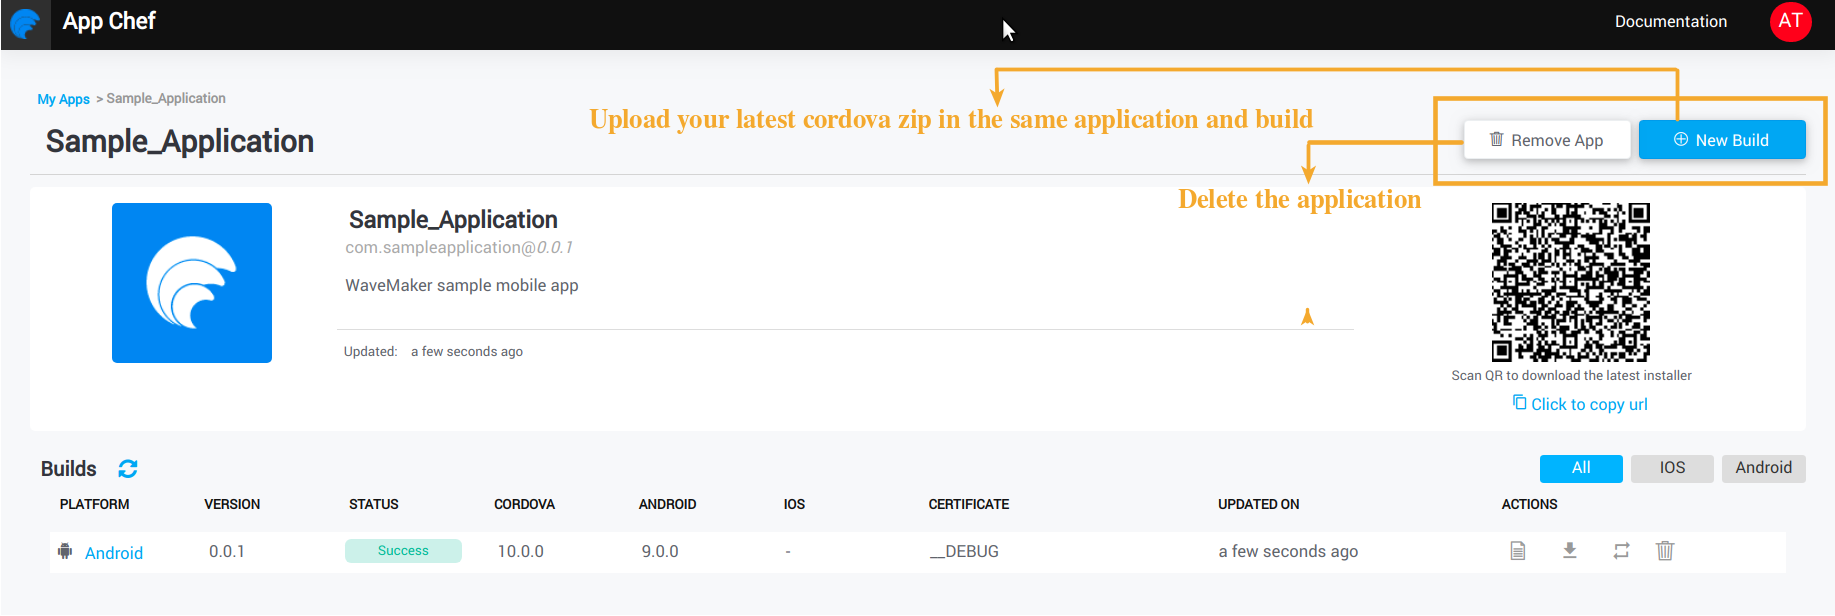 App Chef
Documentation
AT
My Apps > Sample_Application
Upload your latest cordova zip in the same application and build
Sample_Application
Remove App
New Build
Delete the application
Sample_Application
com.sampleapplication@0.0.1
WaveMaker sample mobile app
Updated: a few seconds ago
Scan QR to download the latest installer
Click to copy url
Builds
All
IOS
Android
PLATFORM VERSION STATUS CORDOVA ANDROID IOS CERTIFICATE UPDATED ON ACTIONS
Android 0.0.1 Success 10.0.0 9.0.0 - __DEBUG a few seconds ago